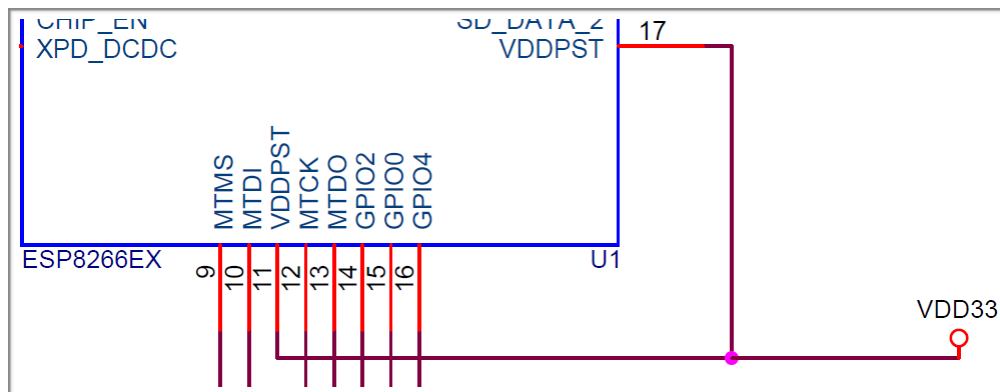 CHIP_EN
SD_DATA_2
17
XPD_DCDC
VDDPST
MTMS
MTDI
VDDPST
MTCK
MTDO
GPIO2
GPIO0
GPIO4
ESP8266EX
U1
9
10
11
12
13
14
15
16
VDD33